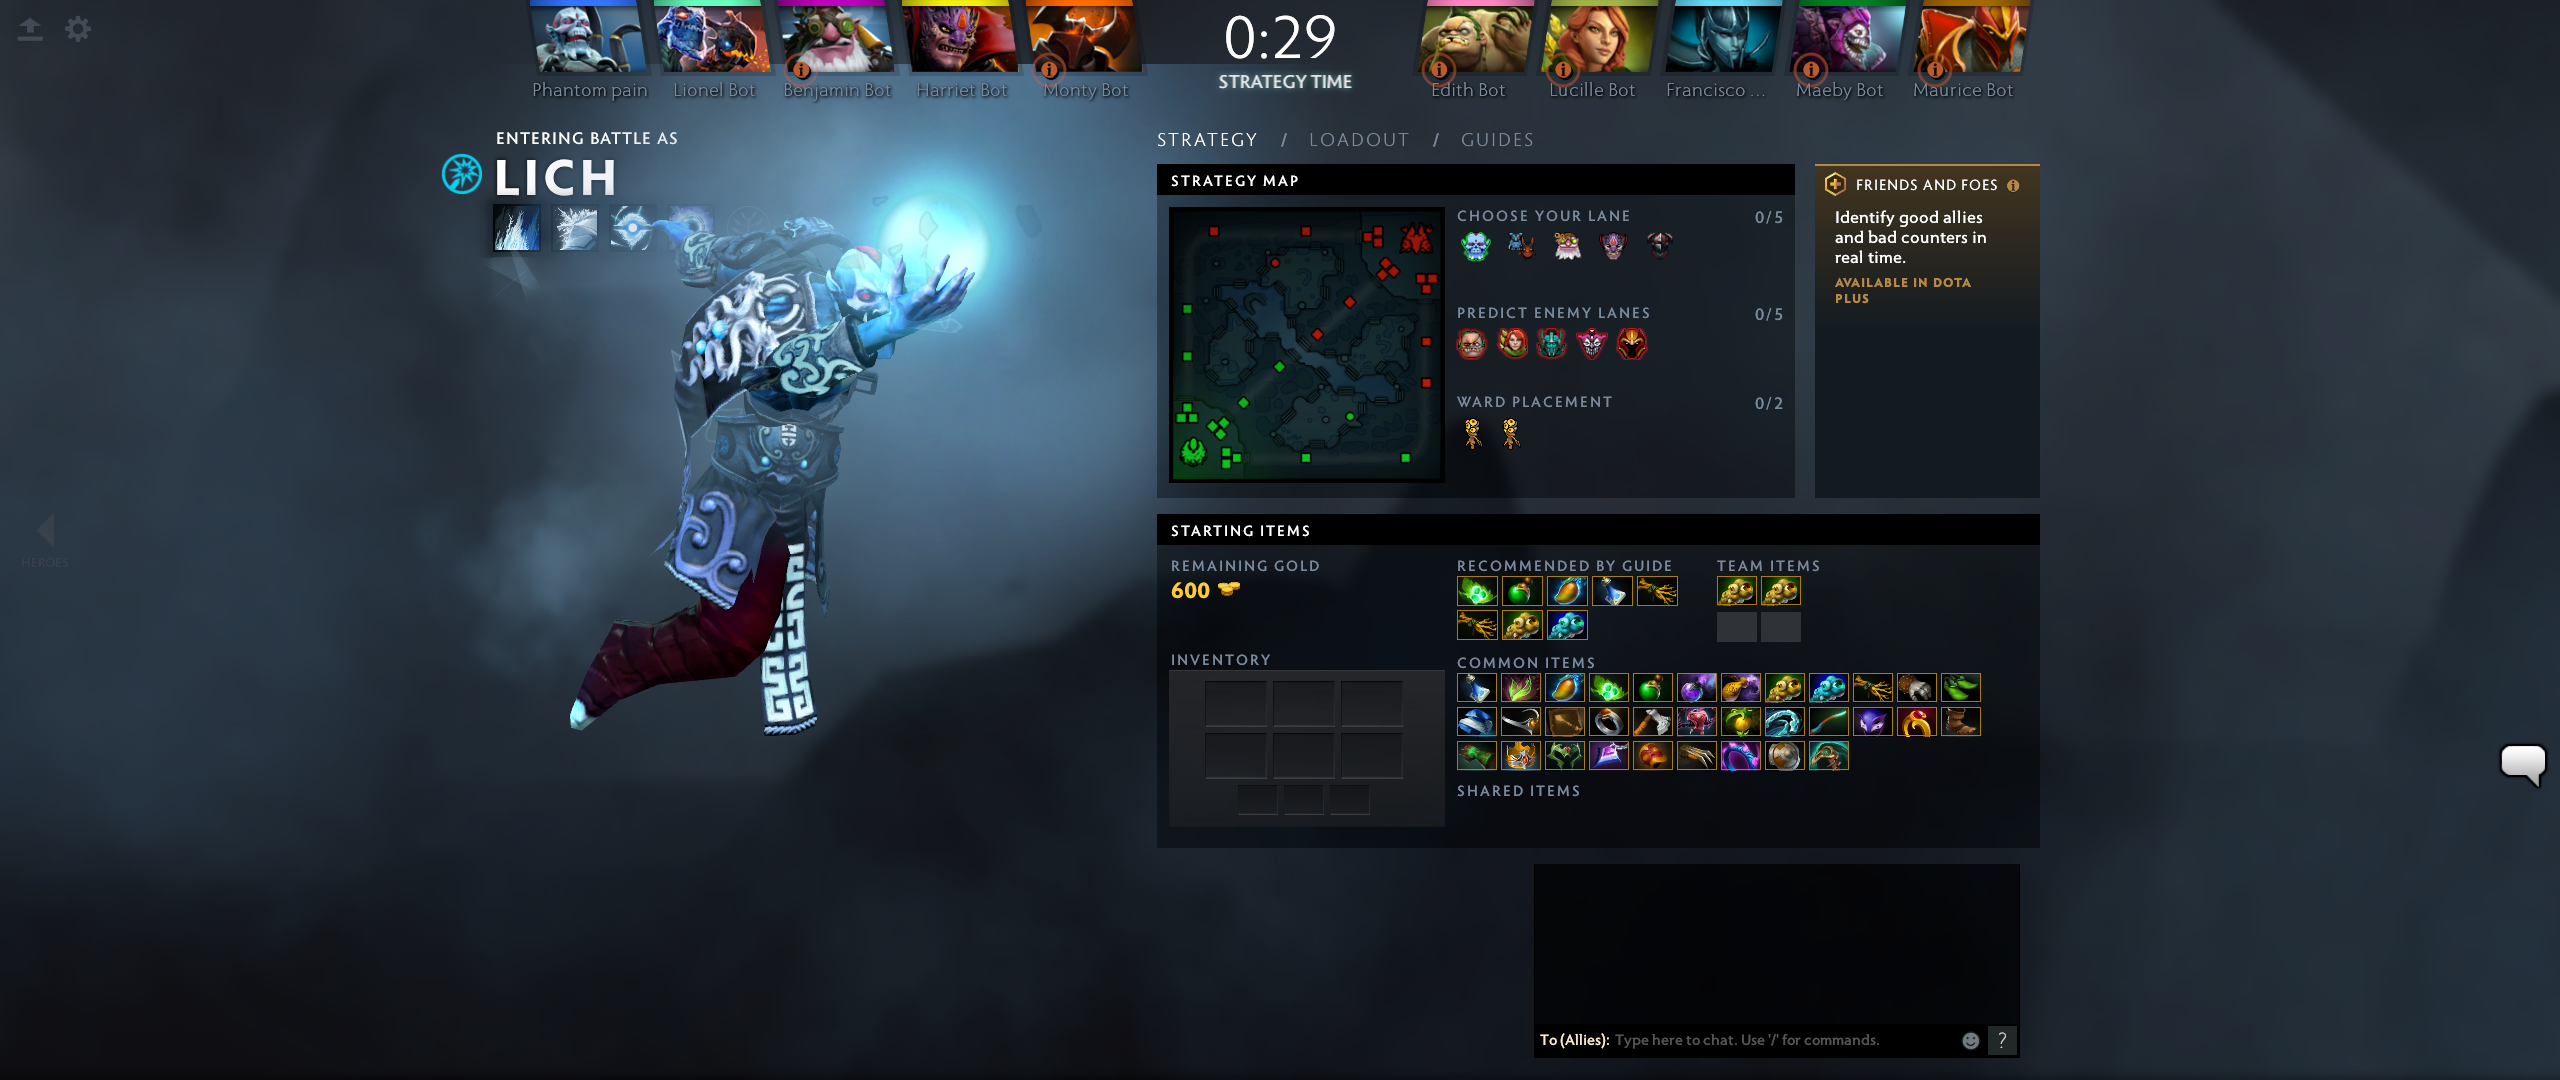 0:29
STRATEGY TIME
Phantom pain
Lionel Bot
Benjamin Bot
Harriet Bot
Monty Bot
Edith Bot
Lucille Bot
Francisco ...
Maeby Bot
Maurice Bot
ENTERING BATTLE AS
LICH
STRATEGY / LOADOUT / GUIDES
STRATEGY MAP
CHOOSE YOUR LANE 0/5
PREDICT ENEMY LANES 0/5
WARD PLACEMENT 0/2
FRIENDS AND FOES
Identify good allies
and bad counters in
real time.
AVAILABLE IN DOTA
PLUS
HEROES
STARTING ITEMS
REMAINING GOLD
600
INVENTORY
RECOMMENDED BY GUIDE
TEAM ITEMS
COMMON ITEMS
SHARED ITEMS
To (Allies): Type here to chat. Use '/' for commands.
?